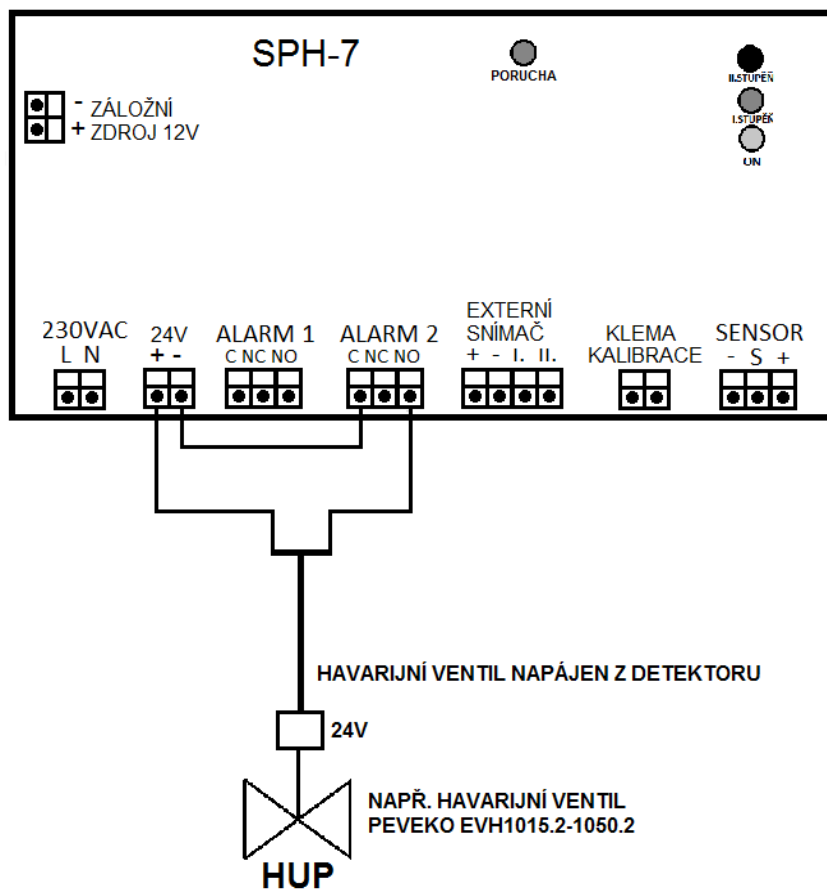 SPH-7
PORUCHA
II.STUPĚŇ
I.STUPĚŇ
ON
- ZÁLOŽNÍ
+ ZDROJ 12V
230VAC
L N
24V
+ -
ALARM 1
C NC NO
ALARM 2
C NC NO
EXTERNÍ
SNÍMAČ
+ - I. II.
KLEMA
KALIBRACE
SENSOR
- S +
HAVARIJNÍ VENTIL NAPÁJEN Z DETEKTORU
24V
NAPŘ. HAVARIJNÍ VENTIL
PEVEKO EVH1015.2-1050.2
HUP